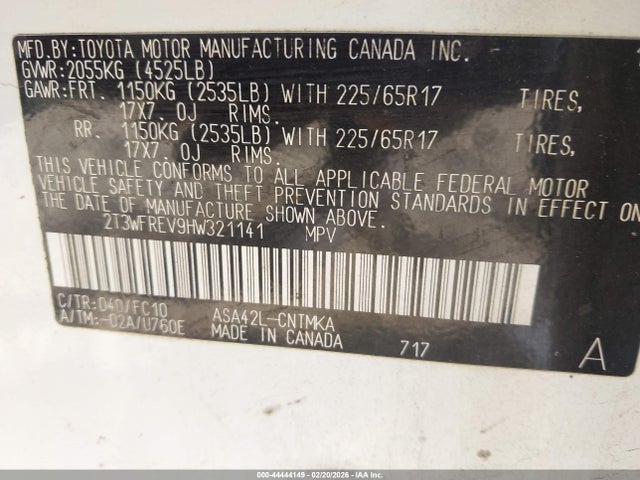 MFD.BY:TOYOTA MOTOR MANUFACTURING CANADA INC.
GVWR:2055KG (4525LB)
GAWR:FRT. 1150KG (2535LB) WITH 225/65R17 TIRES,
17X7.0J RIMS.
RR. 1150KG (2535LB) WITH 225/65R17 TIRES,
17X7.0J RIMS.
THIS VEHICLE CONFORMS TO ALL APPLICABLE FEDERAL MOTOR
VEHICLE SAFETY AND THEFT PREVENTION STANDARDS IN EFFECT ON
THE DATE OF MANUFACTURE SHOWN ABOVE.
2T3WFREV9HW321141 MPV
C/TR:040/FC10 ASA42L-CNTMKA
A/TM:-02A/U760E MADE IN CANADA 717 A
000-44444149 - 02/20/2026 - IAA Inc.